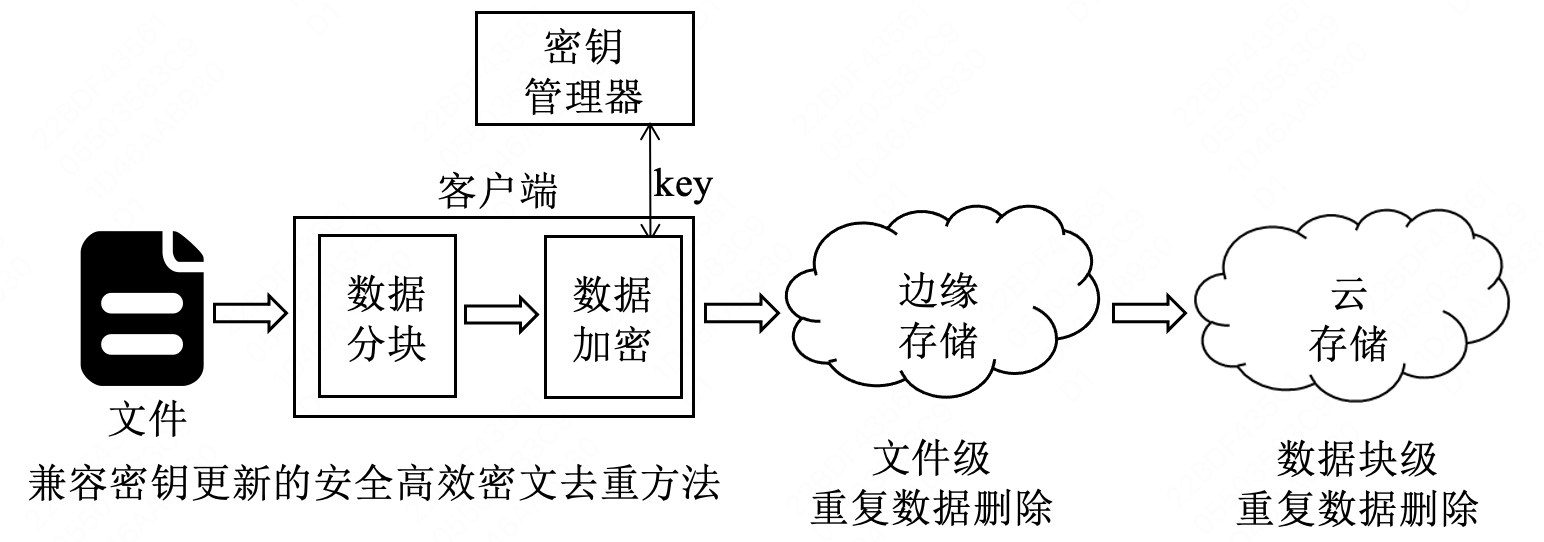 密钥
管理器
客户端
key
数据
分块
数据
加密
边缘
存储
云
存储
文件
兼容密钥更新的安全高效密文去重方法
文件级
重复数据删除
数据块级
重复数据删除